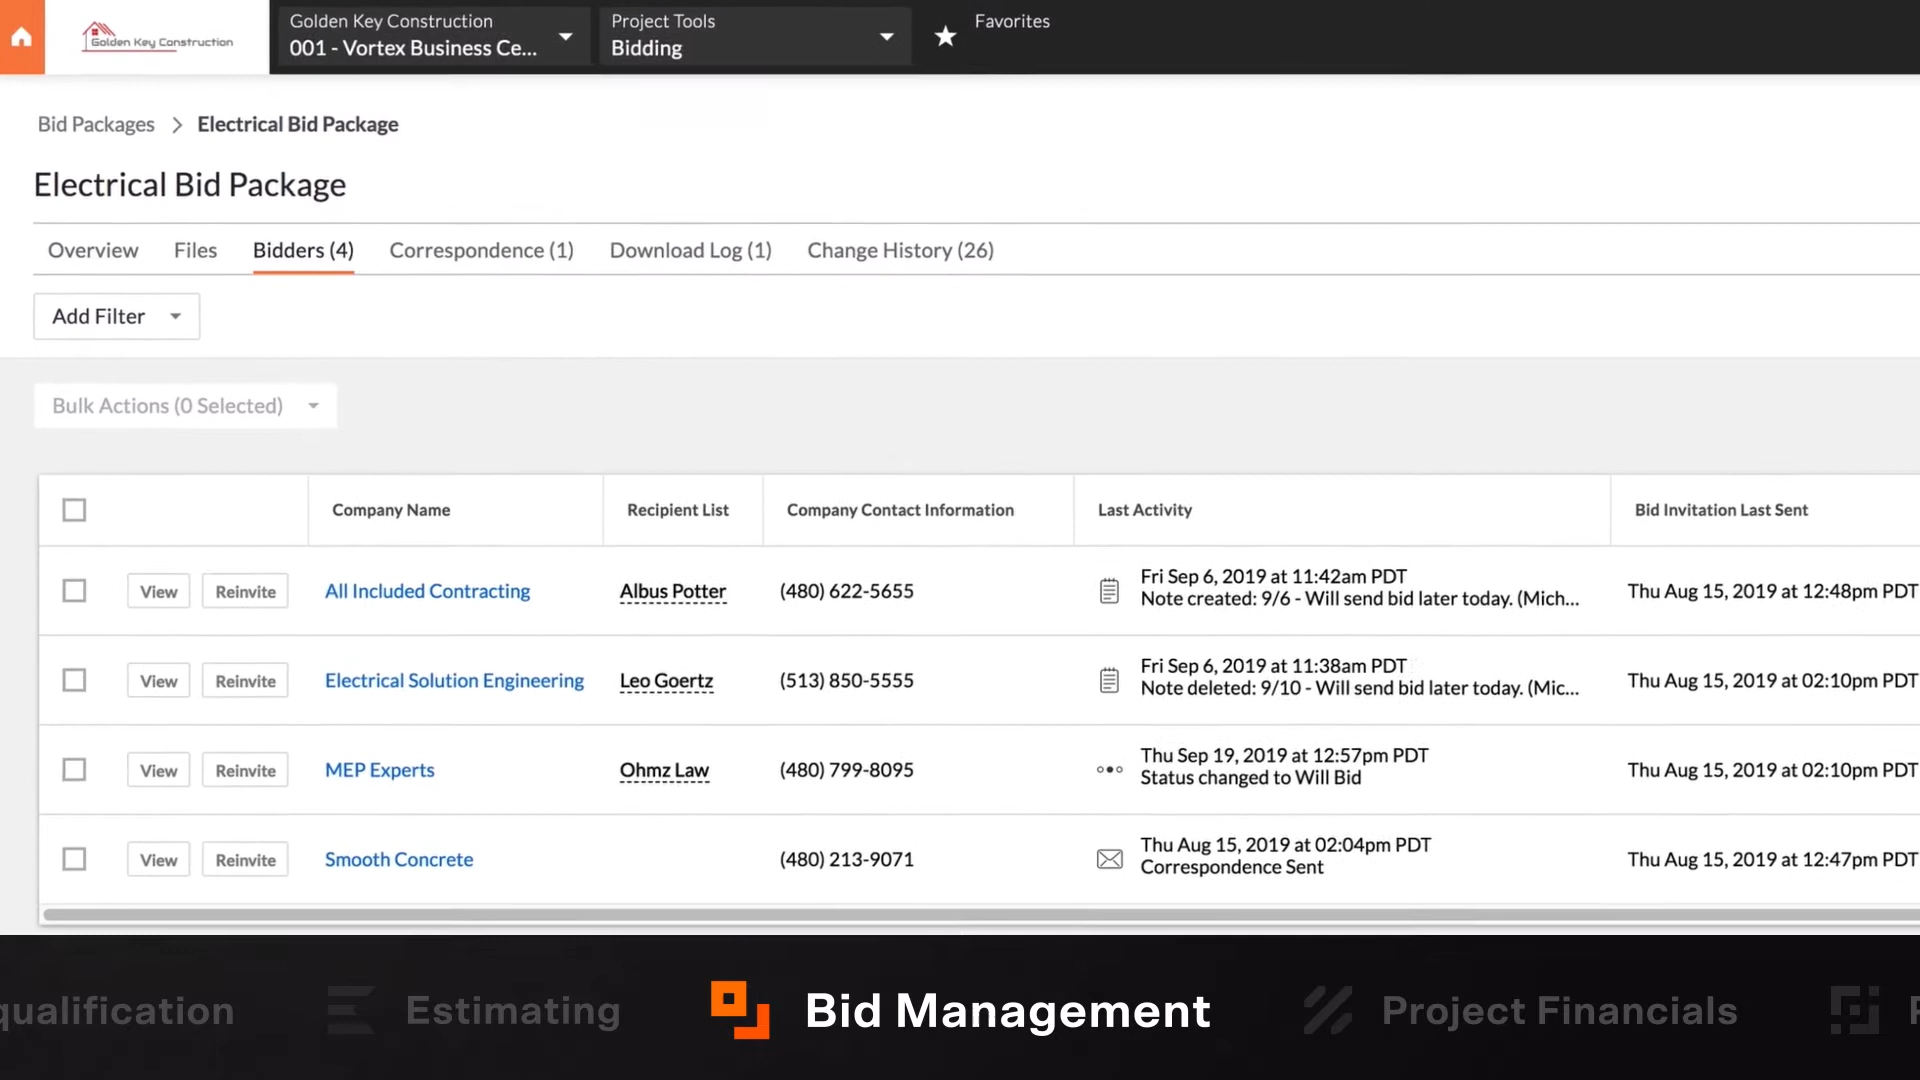 Golden Key Construction
Golden Key Construction
001 - Vortex Business Ce...
Project Tools
Bidding
Favorites
Bid Packages
Electrical Bid Package
Electrical Bid Package
Overview
Files
Bidders (4)
Correspondence (1)
Download Log (1)
Change History (26)
Add Filter
Bulk Actions (0 Selected)
Company Name
Recipient List
Company Contact Information
Last Activity
Bid Invitation Last Sent
View
Reinvite
All Included Contracting
Albus Potter
(480) 622-5655
Fri Sep 6, 2019 at 11:42am PDT
Note created: 9/6 - Will send bid later today. (Mich...
Thu Aug 15, 2019 at 12:48pm PDT
View
Reinvite
Electrical Solution Engineering
Leo Goertz
(513) 850-5555
Fri Sep 6, 2019 at 11:38am PDT
Note deleted: 9/10 - Will send bid later today. (Mic...
Thu Aug 15, 2019 at 02:10pm PDT
View
Reinvite
MEP Experts
Ohmz Law
(480) 799-8095
Thu Sep 19, 2019 at 12:57pm PDT
Status changed to Will Bid
Thu Aug 15, 2019 at 02:10pm PDT
View
Reinvite
Smooth Concrete
(480) 213-9071
Thu Aug 15, 2019 at 02:04pm PDT
Correspondence Sent
Thu Aug 15, 2019 at 12:47pm PDT
qualification
Estimating
Bid Management
Project Financials